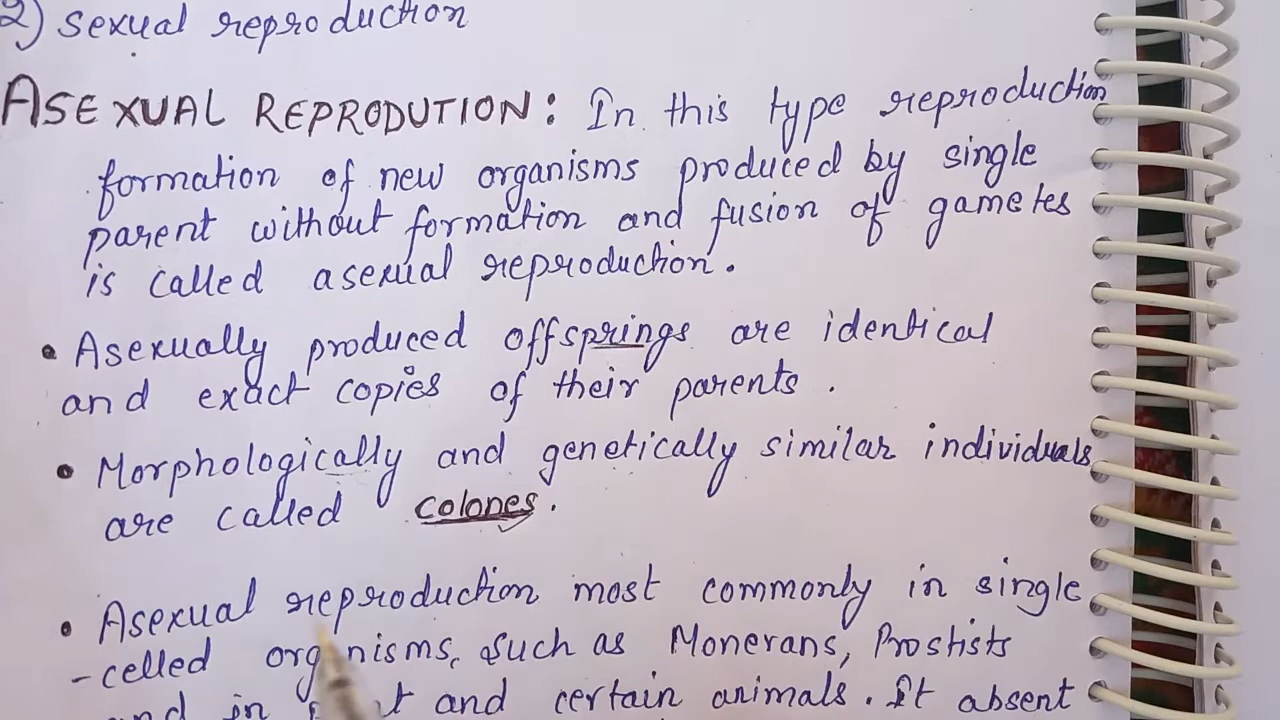 2) sexual reproduction
ASEXUAL REPRODUTION: In this type reproduction
formation of new organisms produced by single
parent without formation and fusion of gametes
is called asexual reproduction.
• Asexually produced offsprings are identical
and exact copies of their parents.
• Morphologically and genetically similar individuals
are called colones.
• Asexual reproduction most commonly in single
-celled organisms, such as Monerans, Prostists
and in and certain animals. It absent